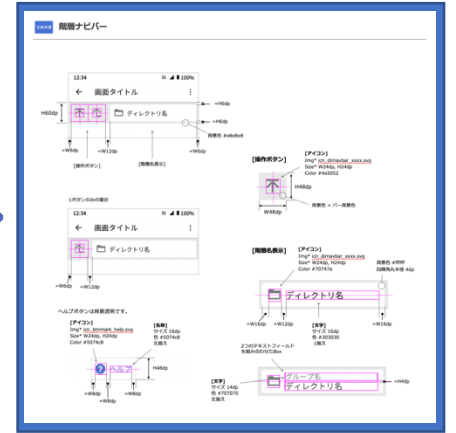 階層ナビバー
12:34 100%
← 画面タイトル
H60dp
ディレクトリ名
=H6dp
=H6dp
背景色 #e8e8e8
=W6dp
=W12dp
=W6dp
[操作ボタン]
[階層名表示]
1ボタンのみの場合
12:34 100%
← 画面タイトル
ディレクトリ名
=W6dp
=W12dp
ヘルプボタンは背景透明です。
[アイコン]
Img* icn_btnmark_help.svg
Size* W24dp, H24dp
Color #5074c8
[名称]
サイズ 16dp
色 #5074c8
左揃え
ヘルプ
H48dp
=W8dp
=W8dp
=W8dp
[操作ボタン]
[アイコン]
Img* icn_dirnavbar_xxxx.svg
Size* W24dp, H24dp
Color #4e5052
H48dp
W48dp
背景色 = バー背景色
[階層名表示]
[アイコン]
Img* icn_dirnavbar_xxxx.svg
Size* W24dp, H24dp
Color #70747a
背景色 #ffffff
四隅角丸半径 4dp
ディレクトリ名
=W16dp
=W12dp
=W16dp
[文字]
サイズ 16dp
色 #303030
左揃え
2つのテキストフィールド
を組み合わせたBox
グループ名
ディレクトリ名
=H4dp
[文字]
サイズ 14dp
色 #707070
左揃え